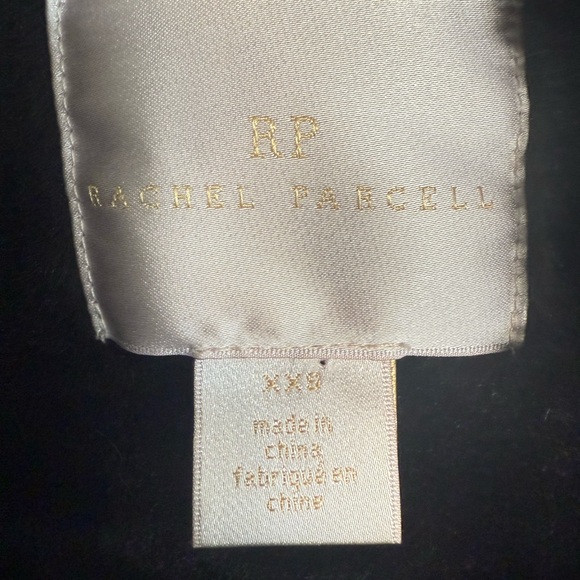 RP
RACHEL PARCELL
xxs
made in
china
fabriqué en
chine